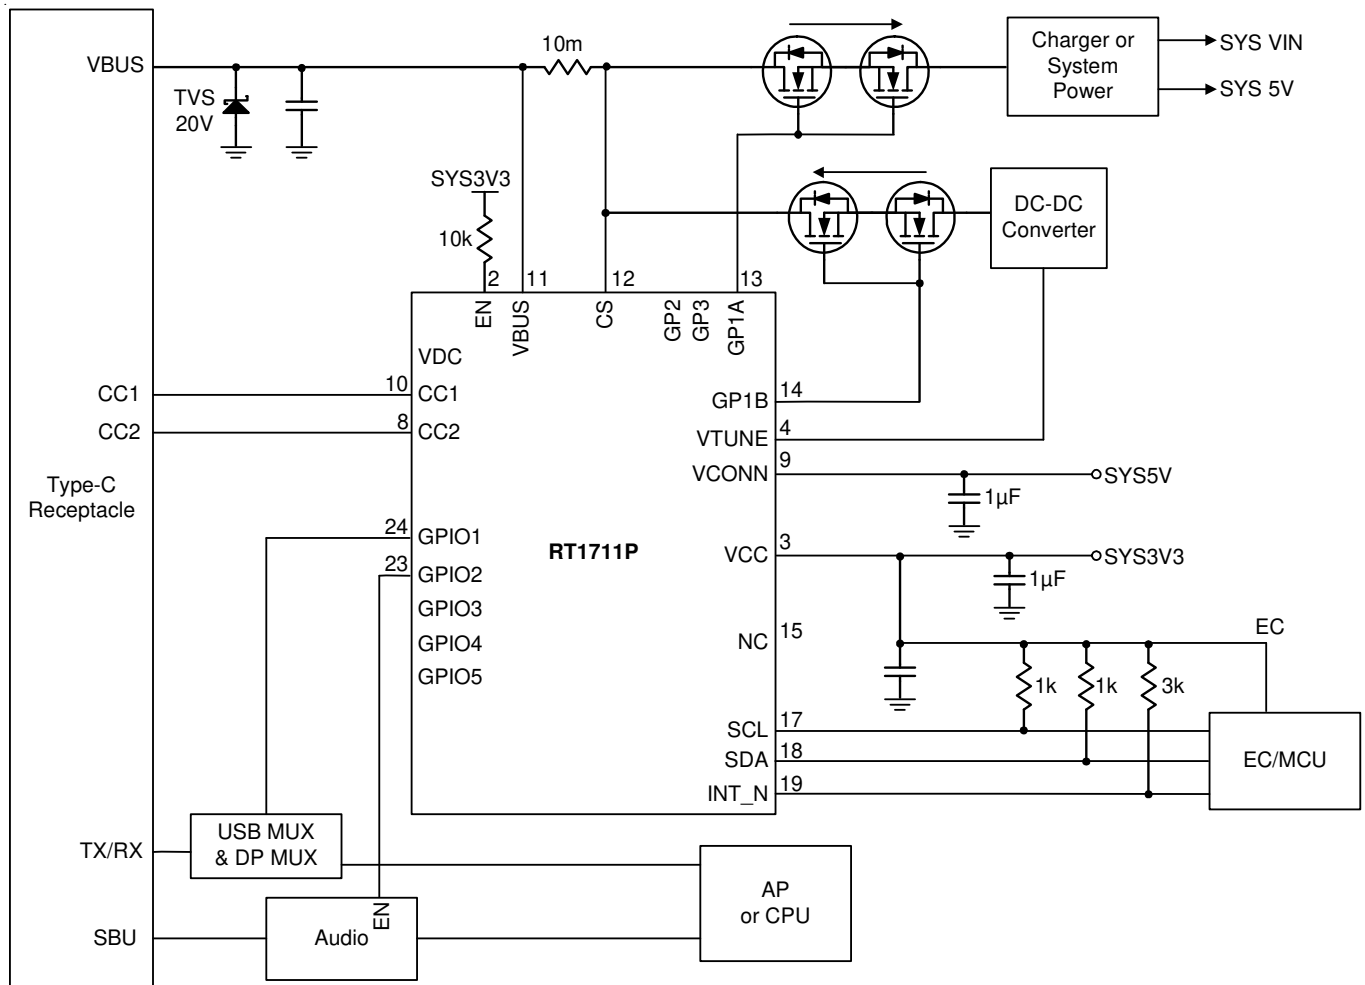 VBUS
TVS
20V
10m
Charger or
System
Power
SYS VIN
SYS 5V
SYS3V3
10k
DC-DC
Converter
2
11
12
13
EN
VBUS
CS
GP2
GP3
GP1A
VDC
CC1
10
CC1
CC2
8
CC2
GP1B
14
VTUNE
4
VCONN
9
SYS5V
1µF
Type-C
Receptacle
24
GPIO1
23
GPIO2
GPIO3
GPIO4
GPIO5
RT1711P
VCC
3
SYS3V3
1µF
NC
15
EC
1k
1k
3k
SCL
17
SDA
18
INT_N
19
EC/MCU
TX/RX
USB MUX
& DP MUX
AP
or CPU
SBU
Audio
EN